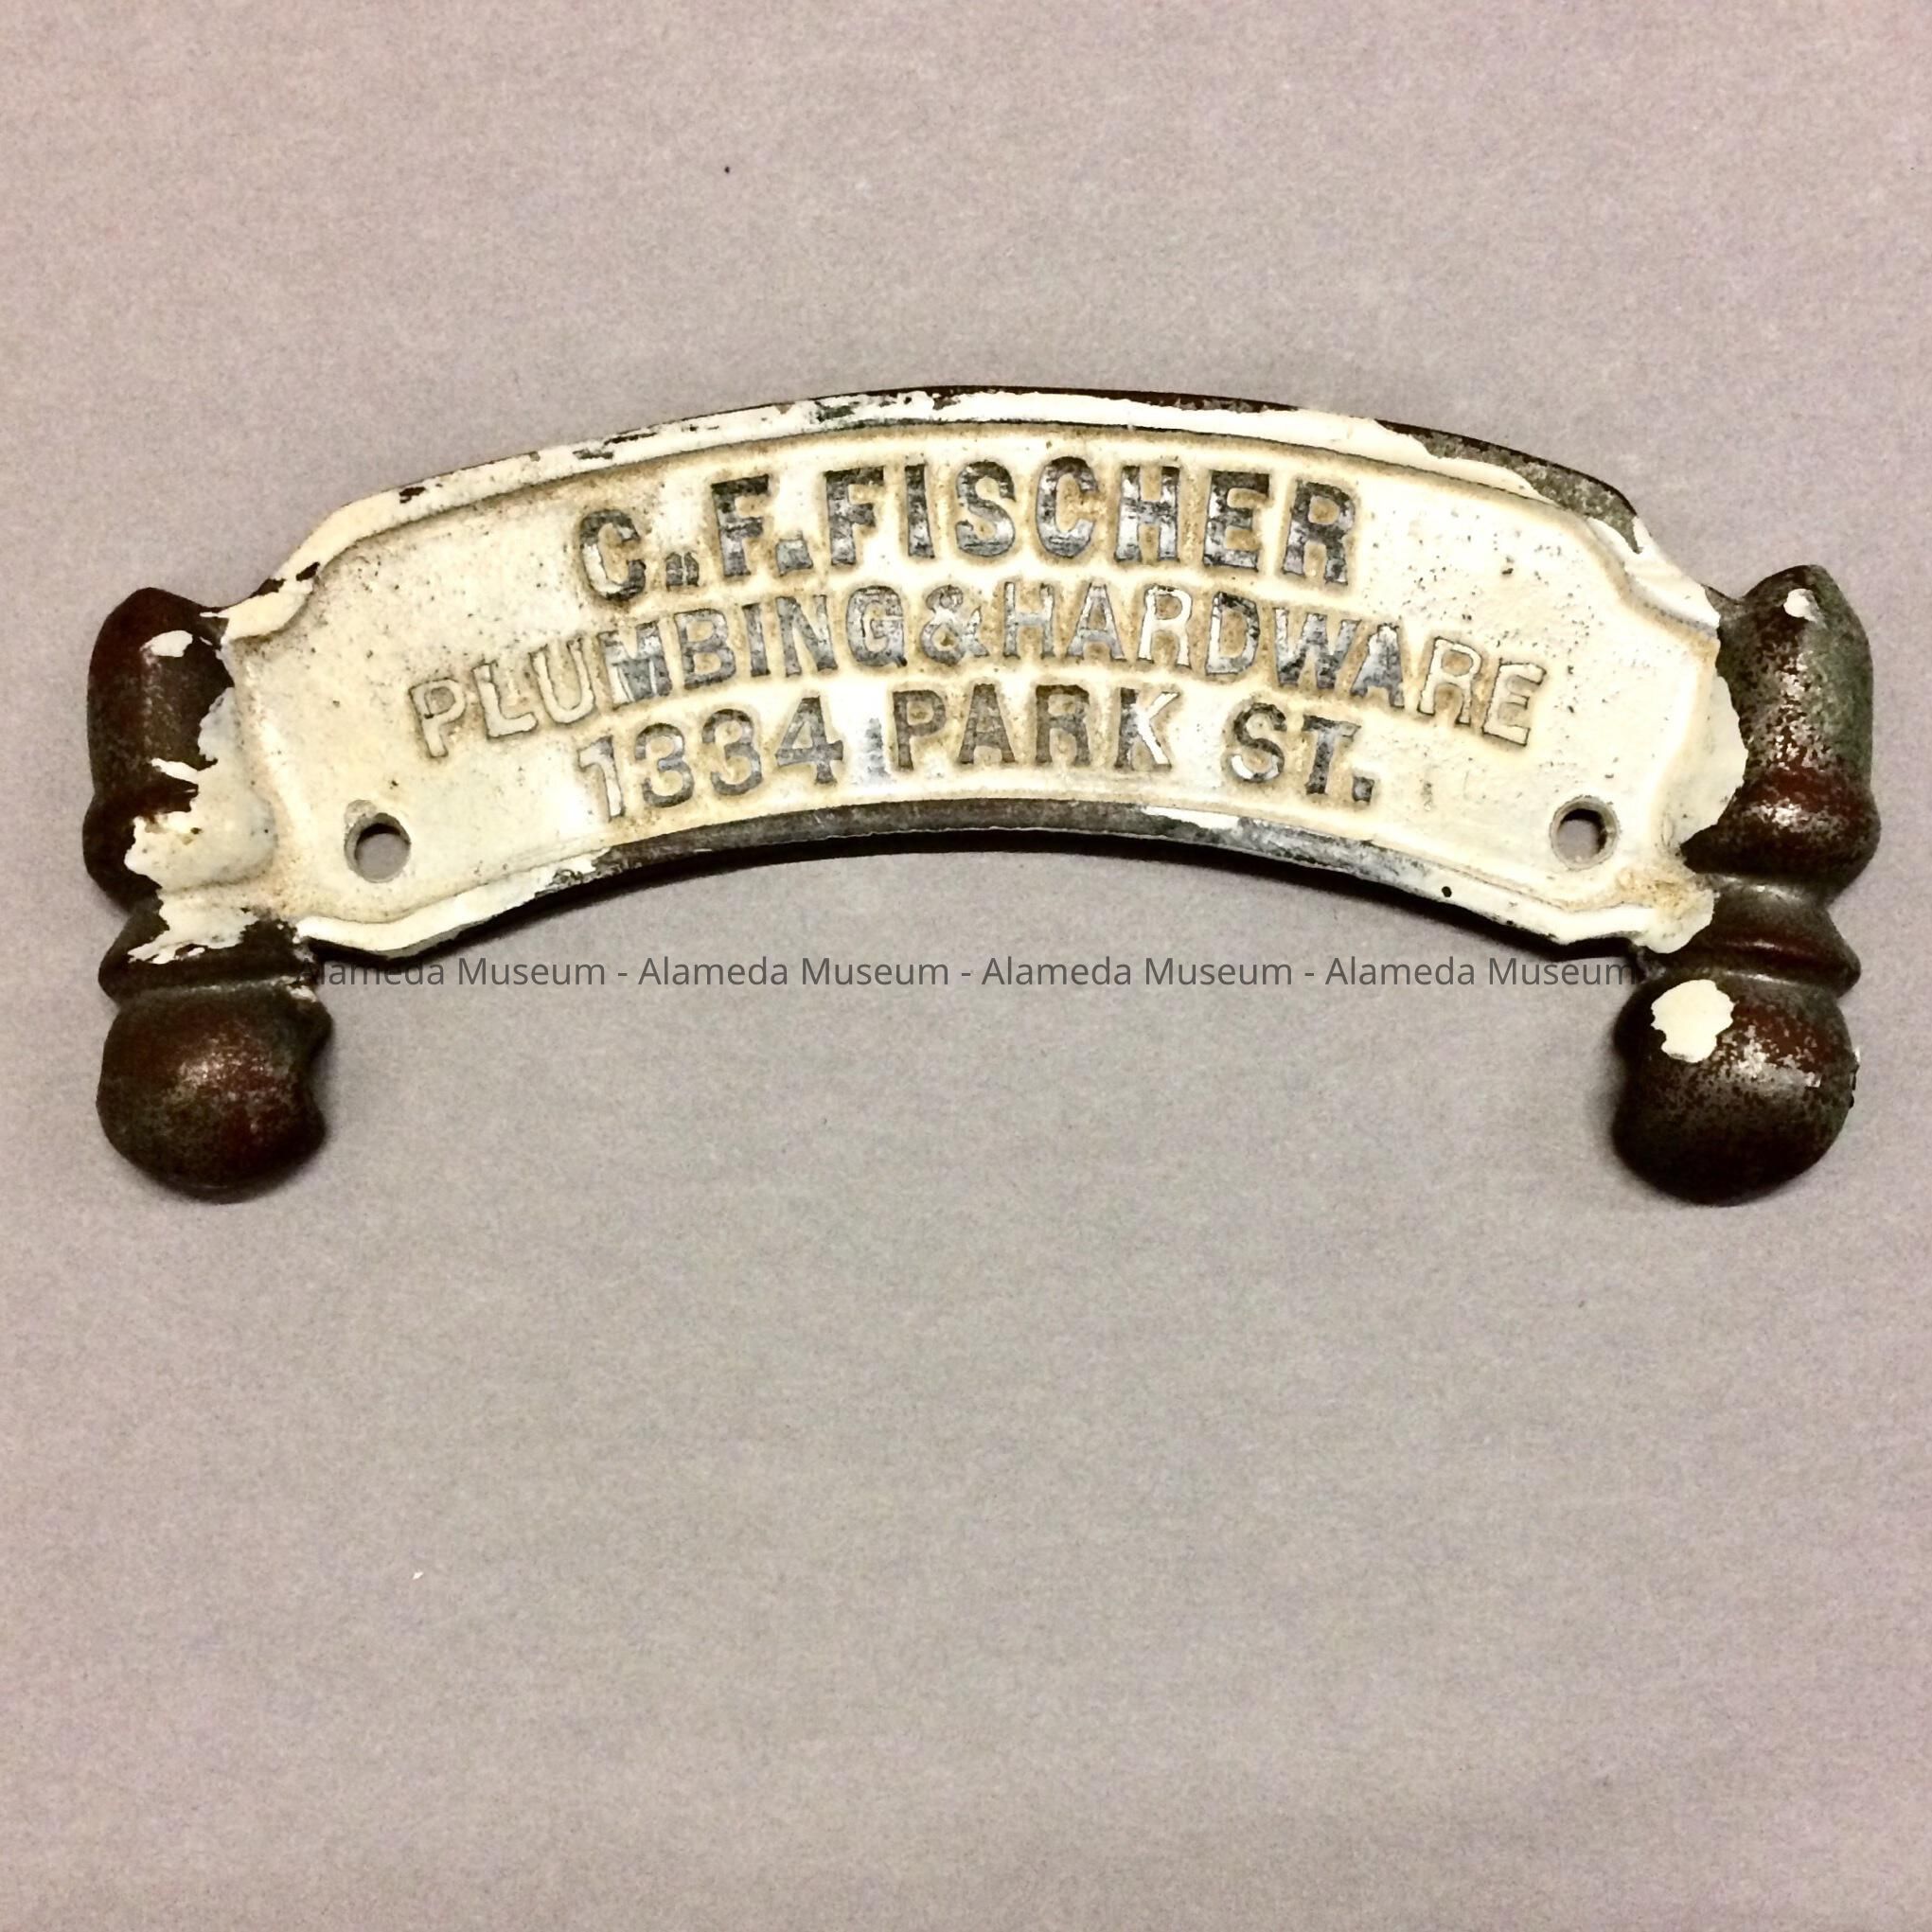 C. F. FISCHER
PLUMBING & HARDWARE
1334 PARK ST.
Alameda Museum - Alameda Museum - Alameda Museum - Alameda Museum